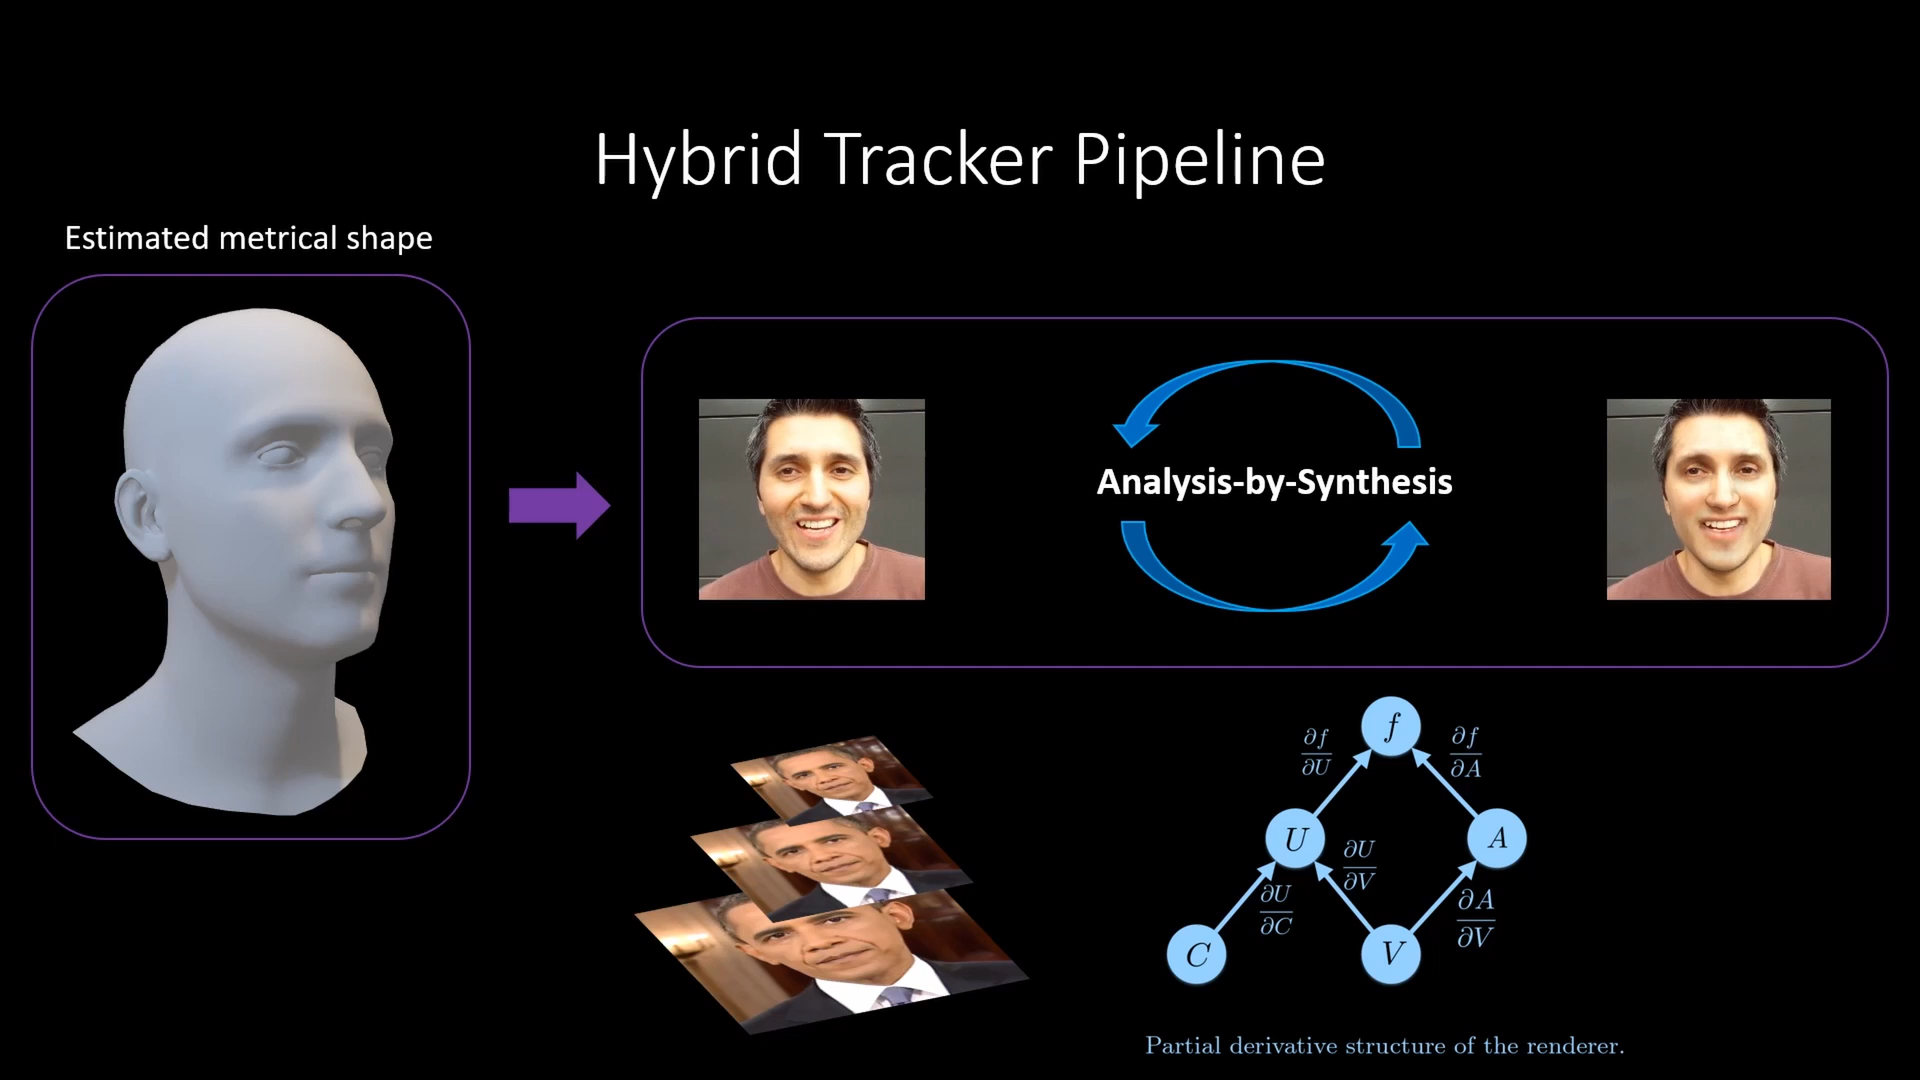 Hybrid Tracker Pipeline
Estimated metrical shape
Analysis-by-Synthesis
f
∂f/∂U
∂f/∂A
U
A
∂U/∂V
∂U/∂C
∂A/∂V
C
V
Partial derivative structure of the renderer.